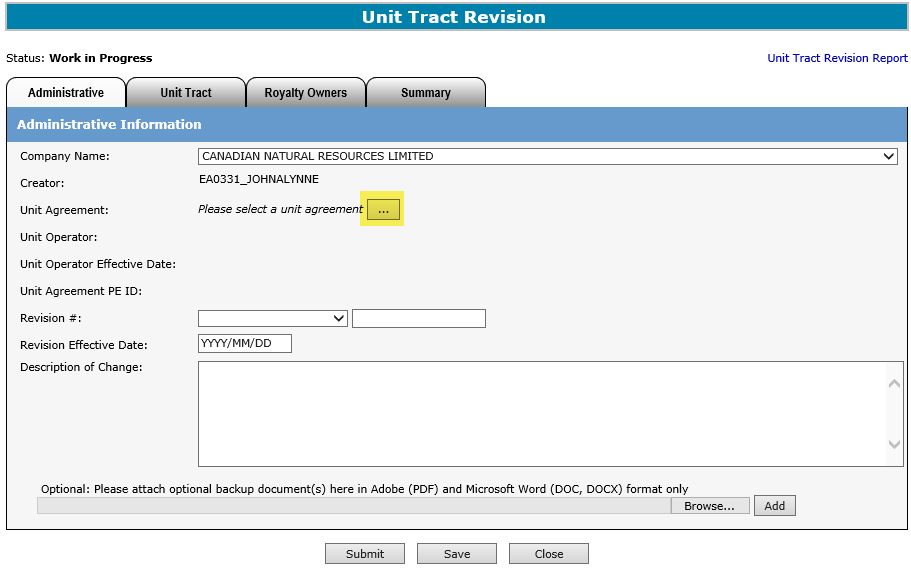 Unit Tract Revision
Status: Work in Progress
Unit Tract Revision Report
Administrative
Unit Tract
Royalty Owners
Summary
Administrative Information
Company Name:
CANADIAN NATURAL RESOURCES LIMITED
Creator:
EA0331_JOHNALYNNE
Unit Agreement:
Please select a unit agreement
...
Unit Operator:
Unit Operator Effective Date:
Unit Agreement PE ID:
Revision #:
Revision Effective Date:
YYYY/MM/DD
Description of Change:
Optional: Please attach optional backup document(s) here in Adobe (PDF) and Microsoft Word (DOC, DOCX) format only
Browse...
Add
Submit
Save
Close